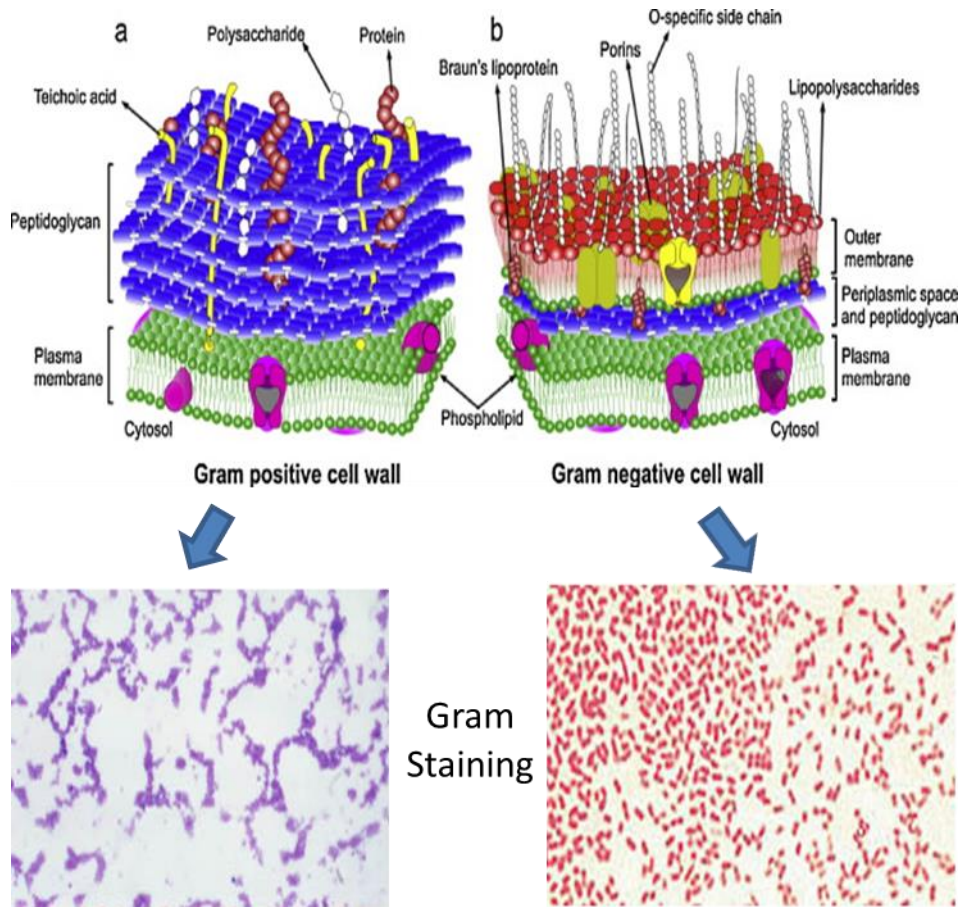 a
Polysaccharide
Protein
Teichoic acid
Peptidoglycan
Plasma
membrane
Cytosol
Phospholipid
Gram positive cell wall
b
O-specific side chain
Porins
Braun's lipoprotein
Lipopolysaccharides
Outer
membrane
Periplasmic space
and peptidoglycan
Plasma
membrane
Cytosol
Gram negative cell wall
Gram
Staining